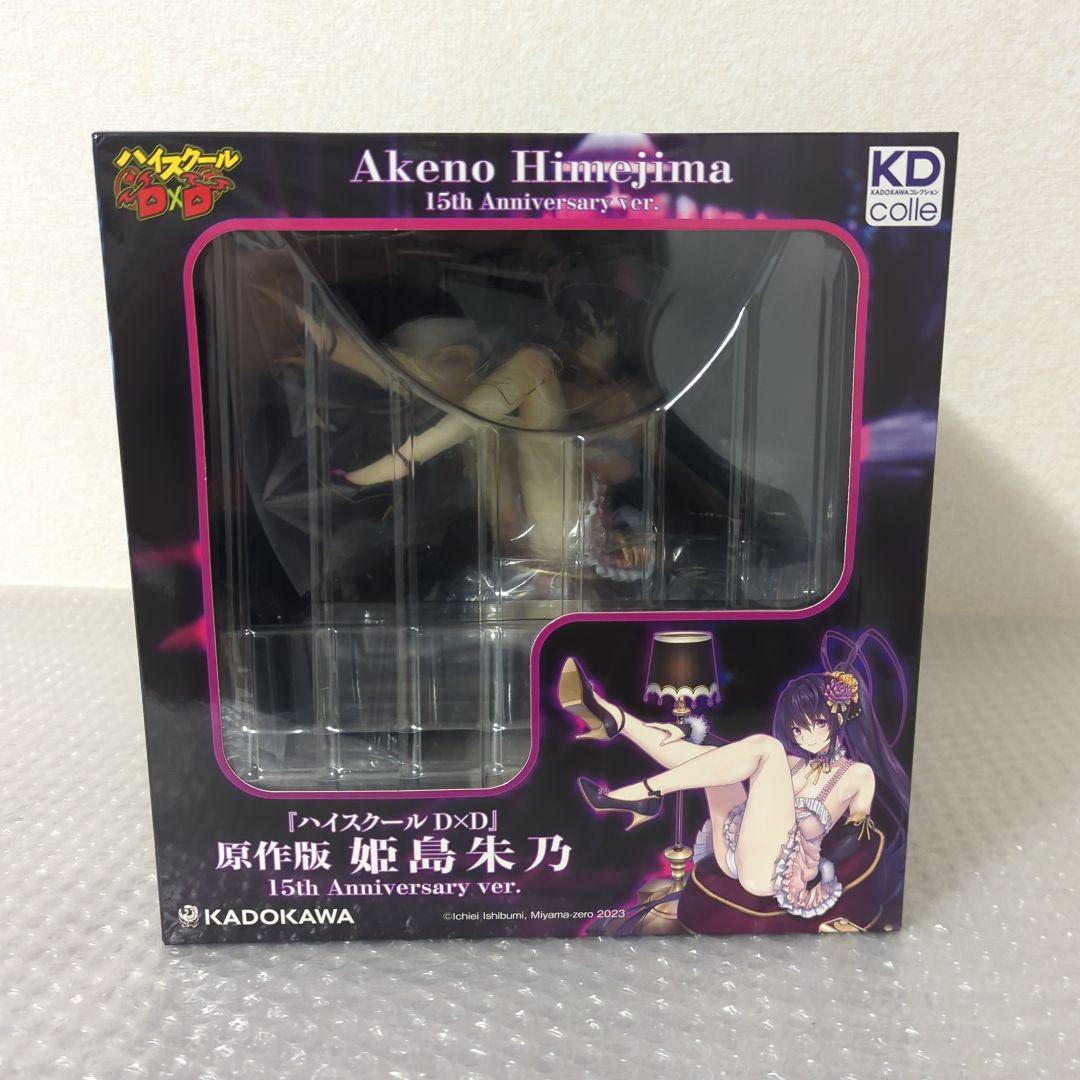 ハイスクール
D×D
Akeno Himejima
15th Anniversary ver.
KD
KADOKAWAコレクション
colle
『ハイスクール D×D』
原作版 姫島朱乃
15th Anniversary ver.
KADOKAWA
©Ichiei Ishibumi, Miyama-zero 2023